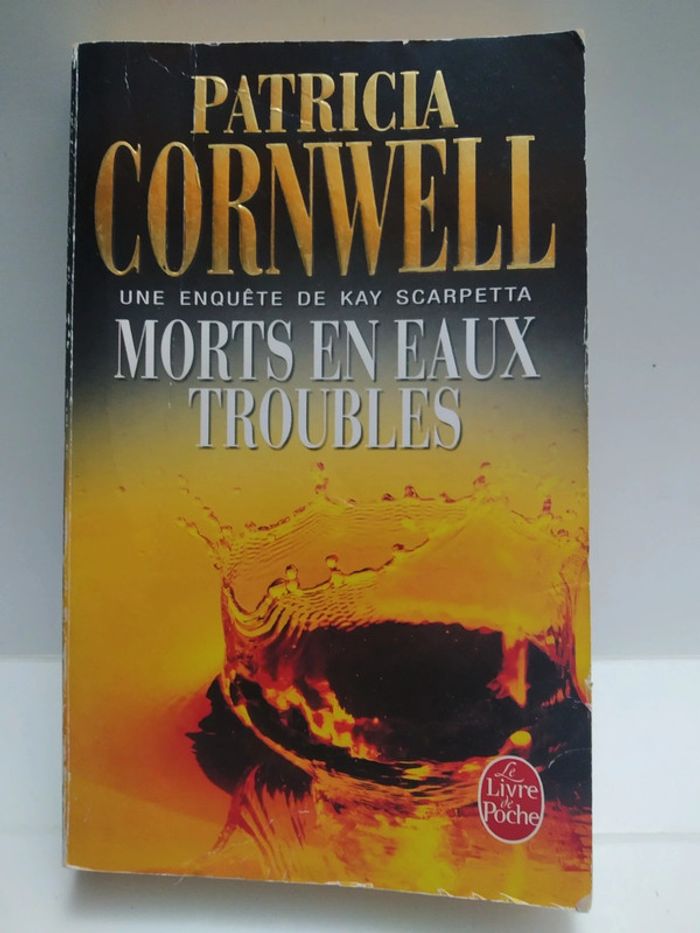 PATRICIA
CORNWELL
UNE ENQUÊTE DE KAY SCARPETTA
MORTS EN EAUX
TROUBLES
Le
Livre
de
Poche